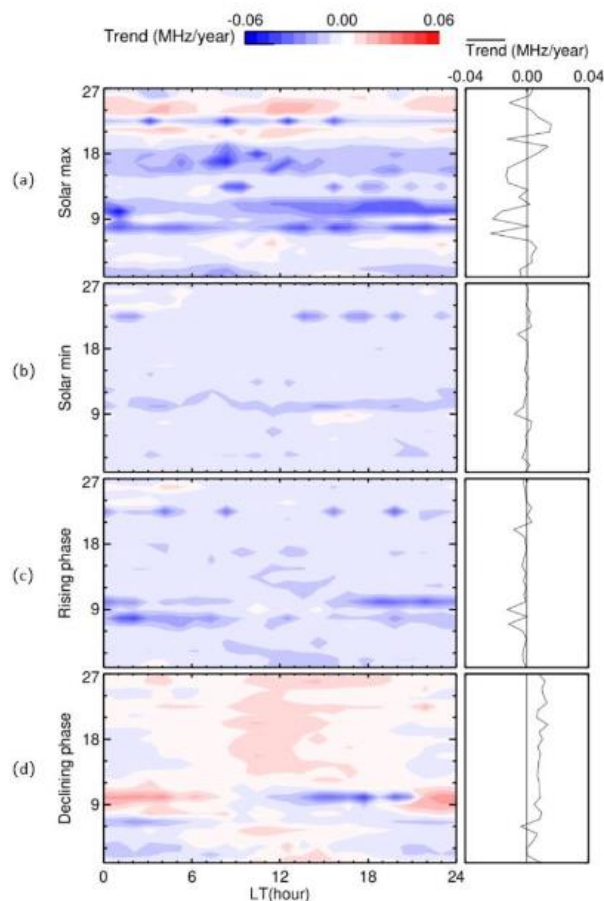 Trend (MHz/year) -0.06 0.00 0.06
Trend (MHz/year)
-0.04 0.00 0.04
(a) Solar max 27 18 9
(b) Solar min 27 18 9
(c) Rising phase 27 18 9
(d) Declining phase 27 18 9
0 6 12 18 24
LT(hour)